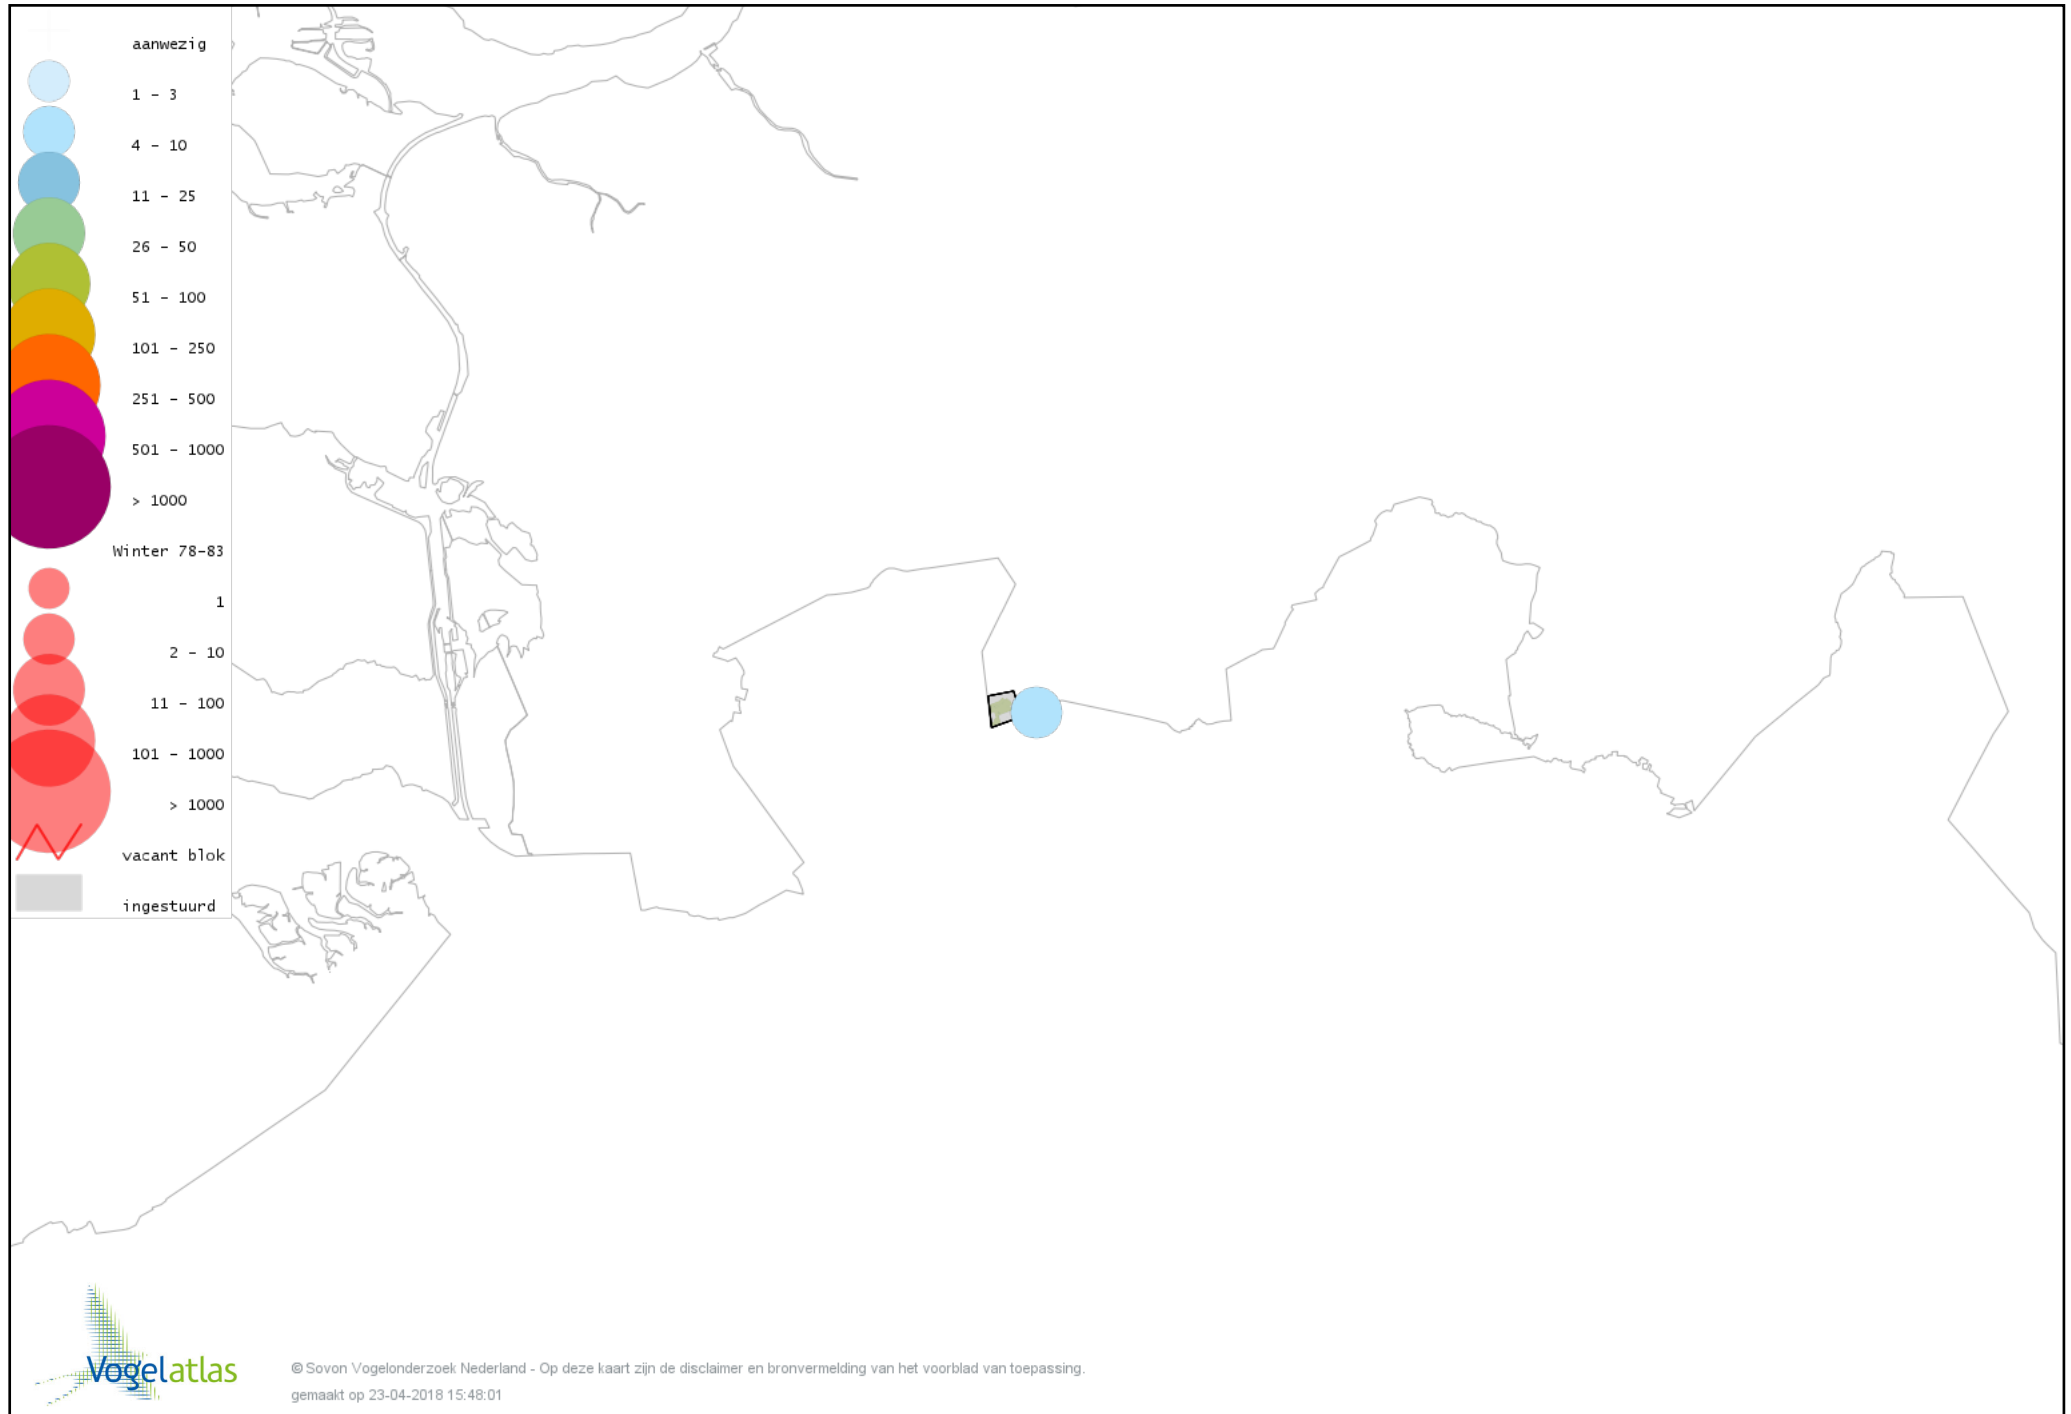 aanwezig
1 - 3
4 - 10
11 - 25
26 - 50
51 - 100
101 - 250
251 - 500
501 - 1000
> 1000
Winter 78-83
1
2 - 10
11 - 100
101 - 1000
> 1000
vacant blok
ingestuurd
Vogelatlas
© Sovon Vogelonderzoek Nederland - Op deze kaart zijn de disclaimer en bronvermelding van het voorblad van toepassing.
gemaakt op 23-04-2018 15:48:01